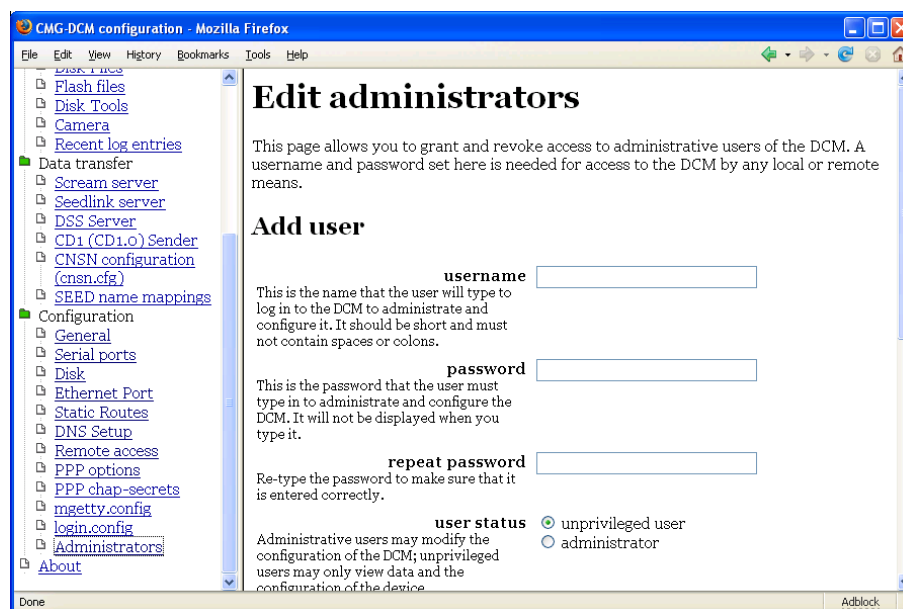 CMG-DCM configuration - Mozilla Firefox
File Edit View History Bookmarks Tools Help
Disk Files
Flash files
Disk Tools
Camera
Recent log entries
Data transfer
Scream server
Seedlink server
DSS Server
CD1 (CD1.0) Sender
CNSN configuration
(cnsn.cfg)
SEED name mappings
Configuration
General
Serial ports
Disk
Ethernet Port
Static Routes
DNS Setup
Remote access
PPP options
PPP chap-secrets
mgetty.config
login.config
Administrators
About
Edit administrators
This page allows you to grant and revoke access to administrative users of the DCM. A
username and password set here is needed for access to the DCM by any local or remote
means.
Add user
username
This is the name that the user will type to
log in to the DCM to administrate and
configure it. It should be short and must
not contain spaces or colons.
password
This is the password that the user must
type in to administrate and configure the
DCM. It will not be displayed when you
type it.
repeat password
Re-type the password to make sure that it
is entered correctly.
user status
Administrative users may modify the
configuration of the DCM; unprivileged
users may only view data and the
configuration of the device
unprivileged user
administrator
Done
Adblock